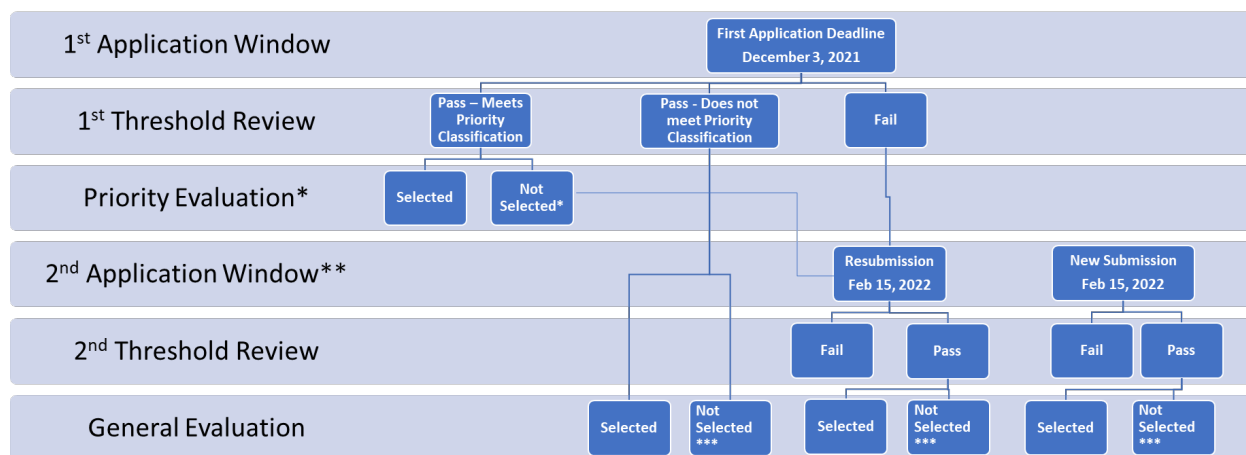 1st Application Window
First Application Deadline
December 3, 2021
1st Threshold Review
Pass – Meets
Priority
Classification
Pass - Does not
meet Priority
Classification
Fail
Priority Evaluation*
Selected
Not
Selected*
2nd Application Window**
Resubmission
Feb 15, 2022
New Submission
Feb 15, 2022
2nd Threshold Review
Fail
Pass
Fail
Pass
General Evaluation
Selected
Not
Selected
***
Selected
Not
Selected
***
Selected
Not
Selected
***